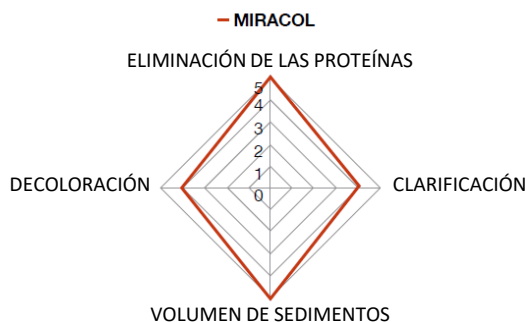 MIRACOL
ELIMINACIÓN DE LAS PROTEÍNAS
5
4
3
2
1
0
DECOLORACIÓN
CLARIFICACIÓN
VOLUMEN DE SEDIMENTOS